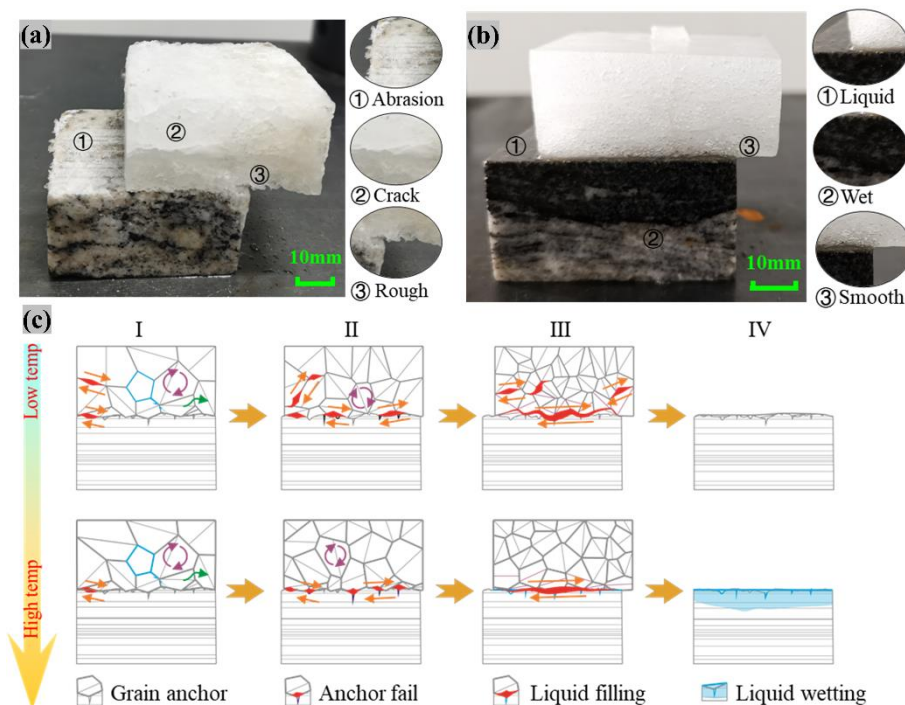 (a)
① Abrasion
② Crack
③ Rough
①
②
③
10mm
(b)
① Liquid
② Wet
③ Smooth
①
③
②
10mm
(c)
I II III IV
Low temp
High temp
Grain anchor Anchor fail Liquid filling Liquid wetting